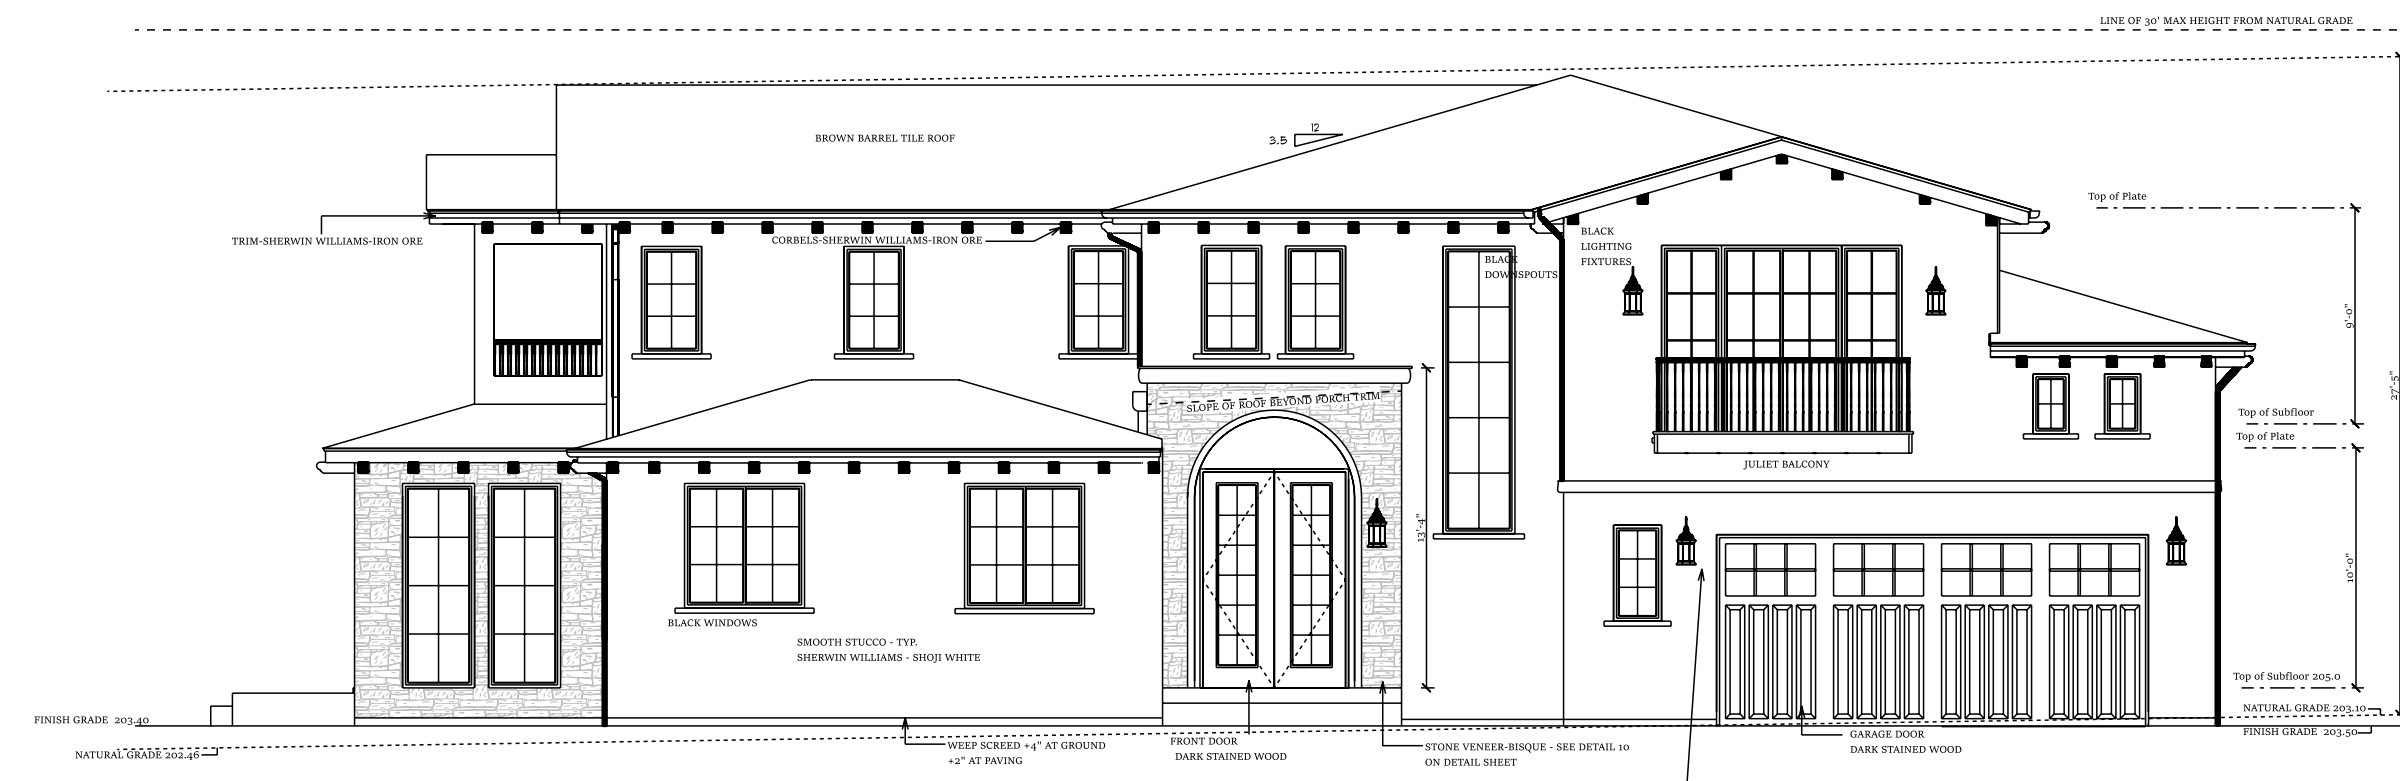 LINE OF 30' MAX HEIGHT FROM NATURAL GRADE
BROWN BARREL TILE ROOF
12
3.5
Top of Plate
TRIM-SHERWIN WILLIAMS-IRON ORE
CORBELS-SHERWIN WILLIAMS-IRON ORE
BLACK
LIGHTING
FIXTURES
BLACK
DOWNSPOUTS
9'-0"
27'-5"
SLOPE OF ROOF BEYOND PORCH TRIM
Top of Subfloor
Top of Plate
JULIET BALCONY
13'-4"
10'-0"
BLACK WINDOWS
SMOOTH STUCCO - TYP.
SHERWIN WILLIAMS - SHOJI WHITE
Top of Subfloor 205.0
NATURAL GRADE 203.10
FINISH GRADE 203.40
FINISH GRADE 203.50
NATURAL GRADE 202.46
WEEP SCREED +4" AT GROUND
+2" AT PAVING
FRONT DOOR
DARK STAINED WOOD
STONE VENEER-BISQUE - SEE DETAIL 10
ON DETAIL SHEET
GARAGE DOOR
DARK STAINED WOOD